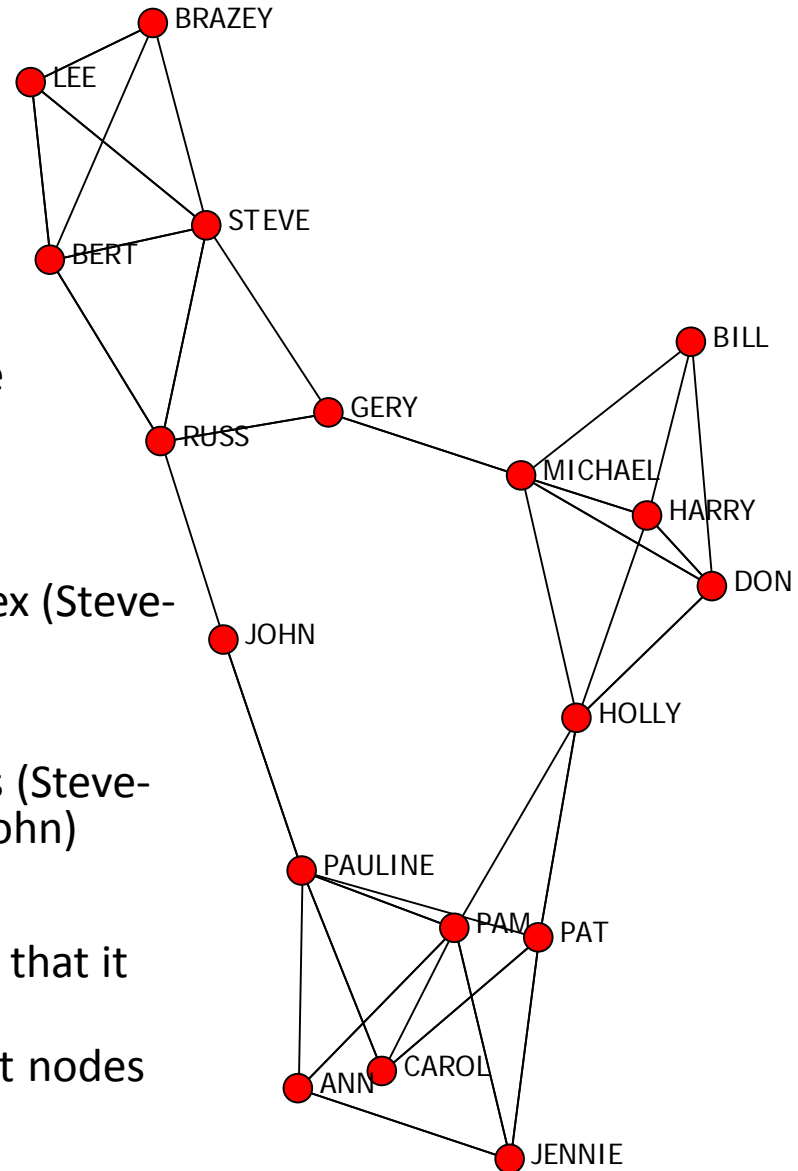 BRAZEY
LEE
STEVE
BERT
BILL
e
GERY
RUSS
MICHAEL
HARRY
DON
ex (Steve-
JOHN
HOLLY
s (Steve-
ohn)
PAULINE
PAM
PAT
that it
t nodes
CAROL
ANN
JENNIE